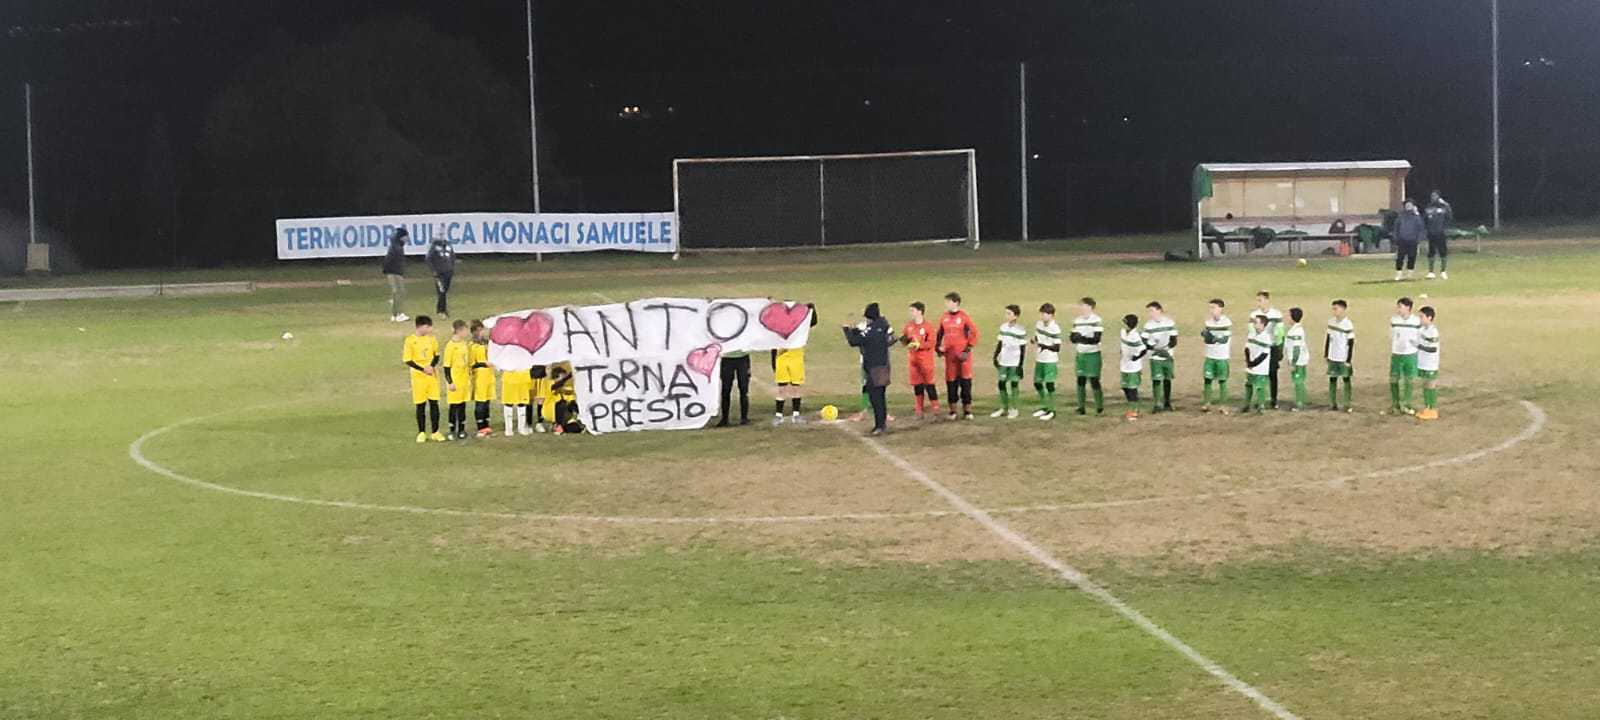 TERMOIDRAULICA MONACI SAMUELE
ANTO
TORNA
PRESTO